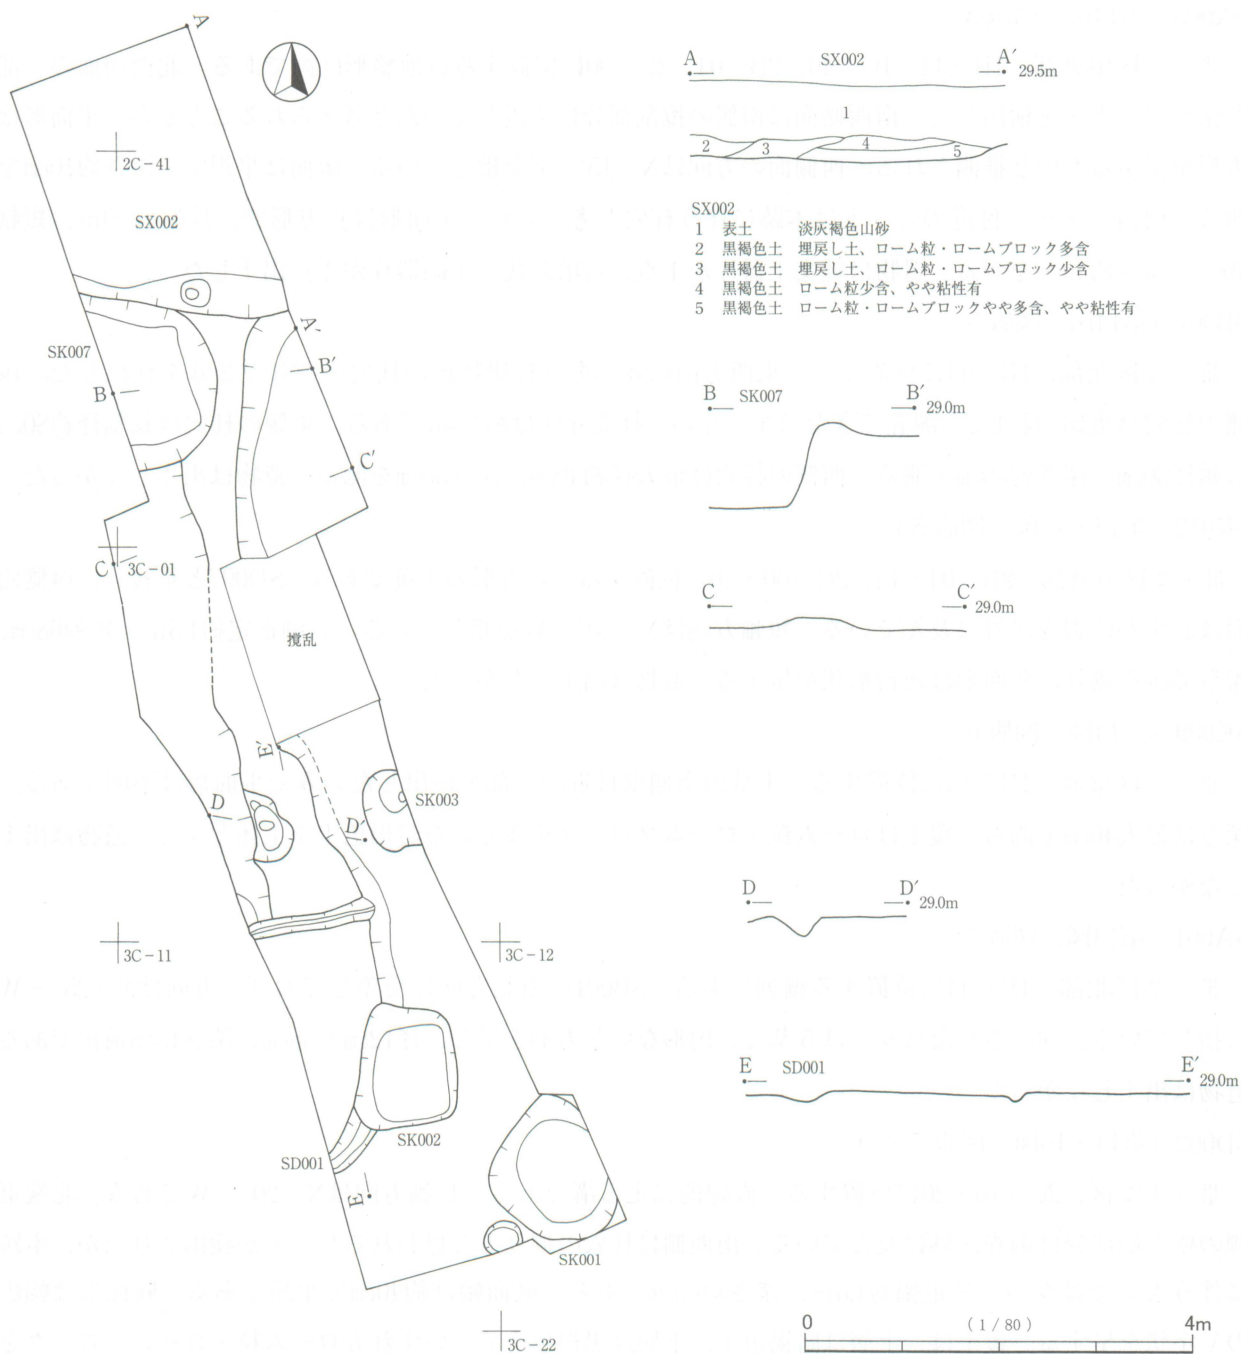 A
2C-41
SX002
SK007
A′
B
B′
C′
C
3C-01
攪乱
E′
D
D′
SK003
3C-11
3C-12
SK002
SD001
E
SK001
3C-22
A SX002 A′ 29.5m
1
2 3 4 5
SX002
1 表土 淡灰褐色山砂
2 黒褐色土 埋戻し土、ローム粒・ロームブロック多含
3 黒褐色土 埋戻し土、ローム粒・ロームブロック少含
4 黒褐色土 ローム粒少含、やや粘性有
5 黒褐色土 ローム粒・ロームブロックやや多含、やや粘性有
B SK007 B′ 29.0m
C C′ 29.0m
D D′ 29.0m
E SD001 E′ 29.0m
0 (1/80) 4m